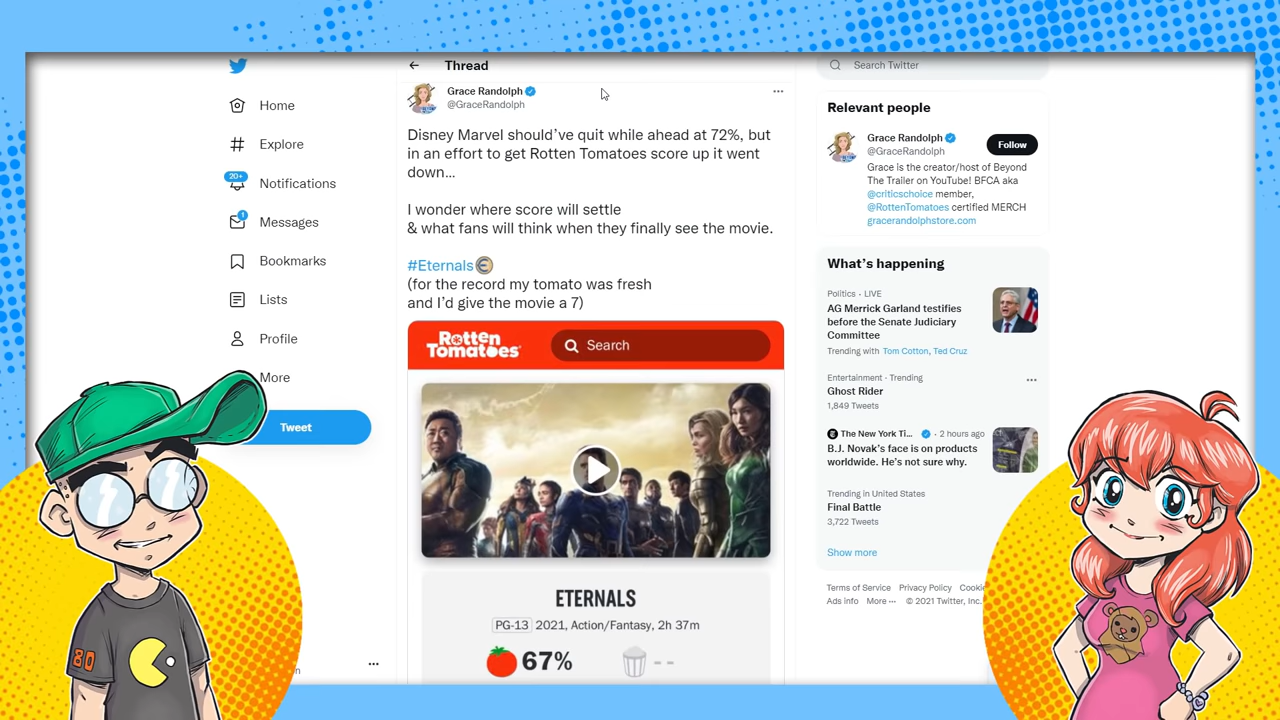 Thread
Search Twitter
Home
Explore
20+
Notifications
1
Messages
Bookmarks
Lists
Profile
More
Tweet
Grace Randolph
@GraceRandolph
Disney Marvel should've quit while ahead at 72%, but
in an effort to get Rotten Tomatoes score up it went
down...
I wonder where score will settle
& what fans will think when they finally see the movie.
#Eternals
(for the record my tomato was fresh
and I'd give the movie a 7)
Rotten
Tomatoes
Search
ETERNALS
PG-13 2021, Action/Fantasy, 2h 37m
67% - -
Relevant people
Grace Randolph
@GraceRandolph
Follow
Grace is the creator/host of Beyond
The Trailer on YouTube! BFCA aka
@criticschoice member,
@RottenTomatoes certified MERCH
gracerandolphstore.com
What's happening
Politics · LIVE
AG Merrick Garland testifies
before the Senate Judiciary
Committee
Trending with Tom Cotton, Ted Cruz
Entertainment · Trending
Ghost Rider
1,849 Tweets
The New York Ti... · 2 hours ago
B.J. Novak's face is on products
worldwide. He's not sure why.
Trending in United States
Final Battle
3,722 Tweets
Show more
Terms of Service Privacy Policy Cookie
Ads info More ··· © 2021 Twitter, Inc.
80